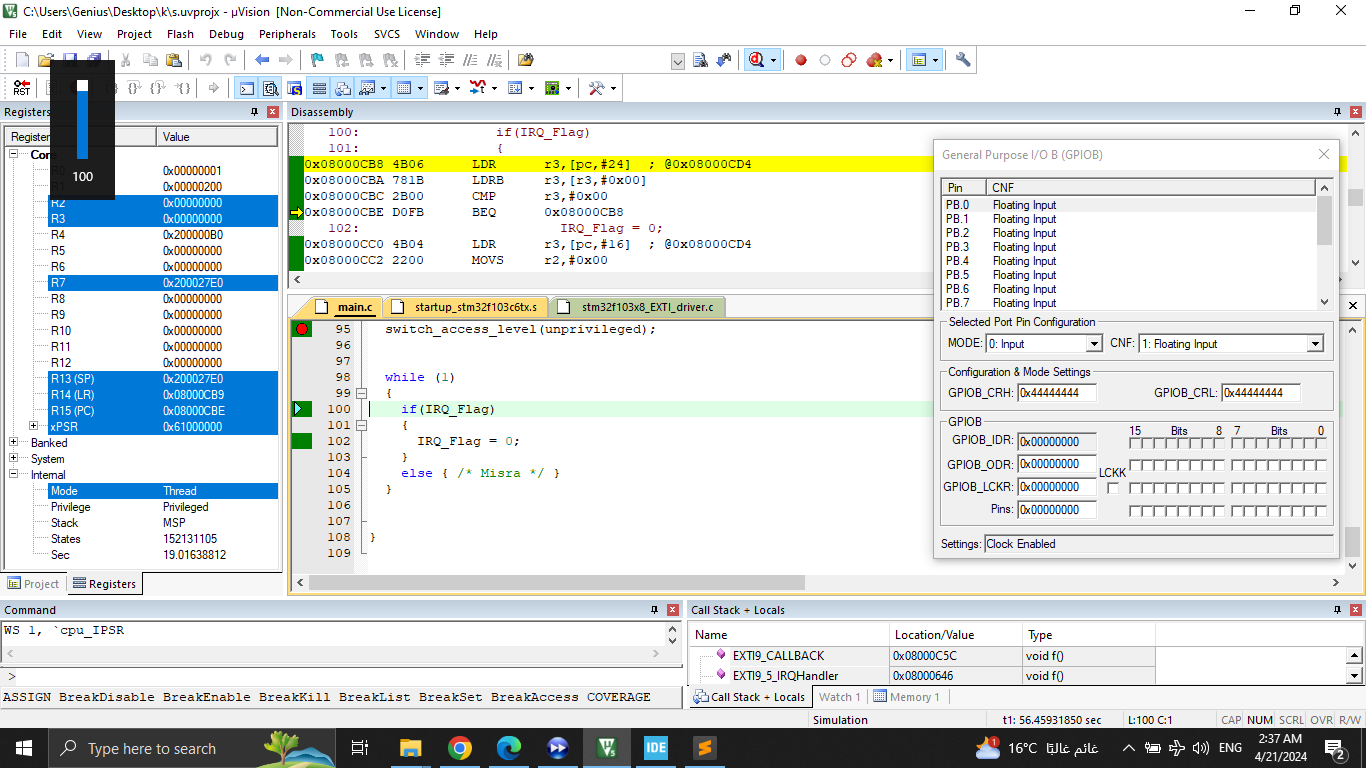 C:\Users\Genius\Desktop\k\s.uvprojx - µVision  [Non-Commercial Use License]
File Edit View Project Flash Debug Peripherals Tools SVCS Window Help
RST
Registers
Register Value
Core
100
0x00000001
0x00000200
R2 0x00000000
R3 0x00000000
R4 0x200000B0
R5 0x00000000
R6 0x00000000
R7 0x200027E0
R8 0x00000000
R9 0x00000000
R10 0x00000000
R11 0x00000000
R12 0x00000000
R13 (SP) 0x200027E0
R14 (LR) 0x08000CB9
R15 (PC) 0x08000CBE
xPSR 0x61000000
Banked
System
Internal
Mode Thread
Privilege Privileged
Stack MSP
States 152131105
Sec 19.01638812
Project Registers
Disassembly
100: if(IRQ_Flag)
101: {
0x08000CB8 4B06 LDR r3,[pc,#24] ; @0x08000CD4
0x08000CBA 781B LDRB r3,[r3,#0x00]
0x08000CBC 2B00 CMP r3,#0x00
0x08000CBE D0FB BEQ 0x08000CB8
102: IRQ_Flag = 0;
0x08000CC0 4B04 LDR r3,[pc,#16] ; @0x08000CD4
0x08000CC2 2200 MOVS r2,#0x00
main.c startup_stm32f103c6tx.s stm32f103x8_EXTI_driver.c
95 switch_access_level(unprivileged);
96
97
98 while (1)
99 {
100 if(IRQ_Flag)
101 {
102 IRQ_Flag = 0;
103 }
104 else { /* Misra */ }
105 }
106
107
108 }
109
General Purpose I/O B (GPIOB)
Pin CNF
PB.0 Floating Input
PB.1 Floating Input
PB.2 Floating Input
PB.3 Floating Input
PB.4 Floating Input
PB.5 Floating Input
PB.6 Floating Input
PB.7 Floating Input
Selected Port Pin Configuration
MODE: 0: Input CNF: 1: Floating Input
Configuration & Mode Settings
GPIOB_CRH: 0x44444444 GPIOB_CRL: 0x44444444
GPIOB
15 Bits 8 7 Bits 0
GPIOB_IDR: 0x00000000
GPIOB_ODR: 0x00000000
LCKK
GPIOB_LCKR: 0x00000000
Pins: 0x00000000
Settings: Clock Enabled
Command
WS 1, `cpu_IPSR
>
ASSIGN BreakDisable BreakEnable BreakKill BreakList BreakSet BreakAccess COVERAGE
Call Stack + Locals
Name Location/Value Type
EXTI9_CALLBACK 0x08000C5C void f()
EXTI9_5_IRQHandler 0x08000646 void f()
Call Stack + Locals Watch 1 Memory 1
Simulation t1: 56.45931850 sec L:100 C:1 CAP NUM SCRL OVR R/W
Type here to search
IDE
16°C غائم غالبًا
ENG
2:37 AM
4/21/2024
2